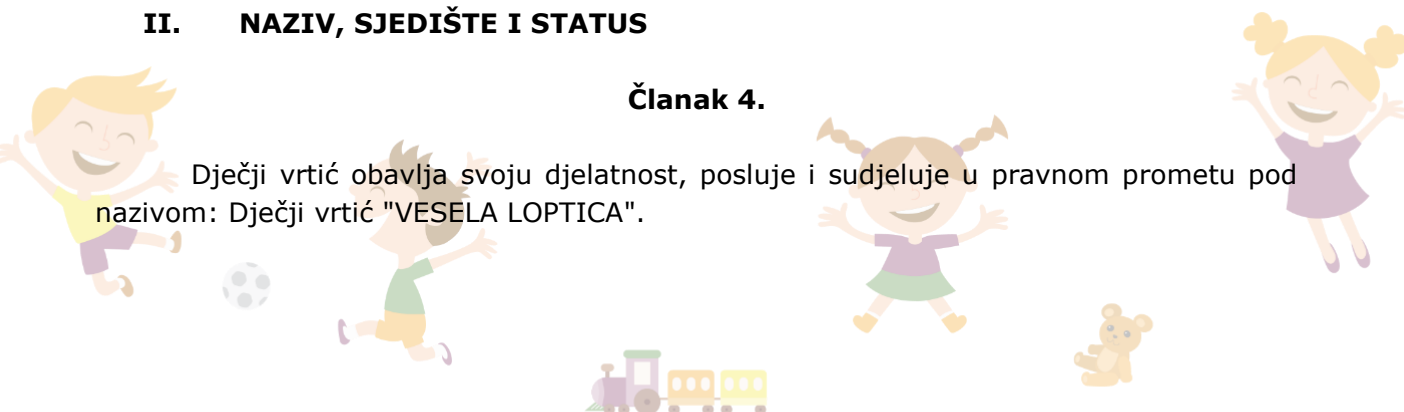 II. NAZIV, SJEDIŠTE I STATUS
Članak 4.
Dječji vrtić obavlja svoju djelatnost, posluje i sudjeluje u pravnom prometu pod
nazivom: Dječji vrtić "VESELA LOPTICA".